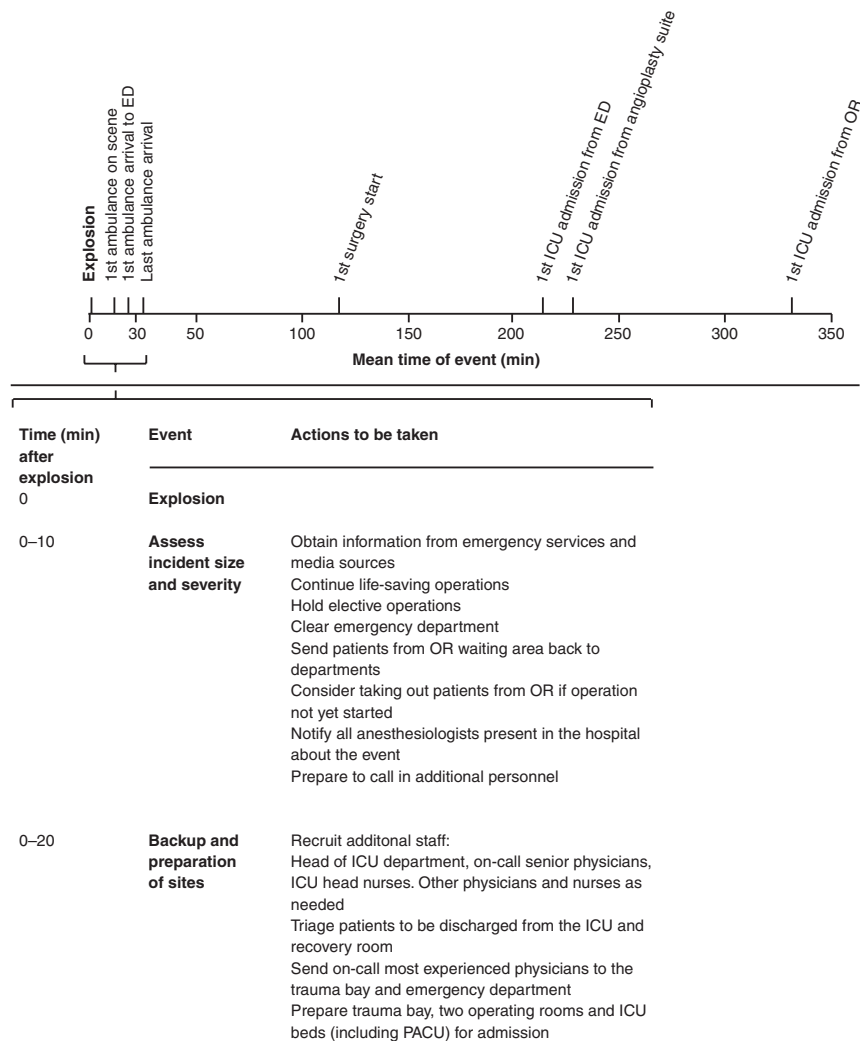 Explosion
1st ambulance on scene
1st ambulance arrival to ED
Last ambulance arrival
1st surgery start
1st ICU admission from ED
1st ICU admission from angioplasty suite
1st ICU admission from OR
0 30 50 100 150 200 250 300 350
Mean time of event (min)
Time (min) Event Actions to be taken
after
explosion
0 Explosion
0–10 Assess Obtain information from emergency services and
incident size media sources
and severity Continue life-saving operations
Hold elective operations
Clear emergency department
Send patients from OR waiting area back to
departments
Consider taking out patients from OR if operation
not yet started
Notify all anesthesiologists present in the hospital
about the event
Prepare to call in additional personnel
0–20 Backup and Recruit additonal staff:
preparation Head of ICU department, on-call senior physicians,
of sites ICU head nurses. Other physicians and nurses as
needed
Triage patients to be discharged from the ICU and
recovery room
Send on-call most experienced physicians to the
trauma bay and emergency department
Prepare trauma bay, two operating rooms and ICU
beds (including PACU) for admission